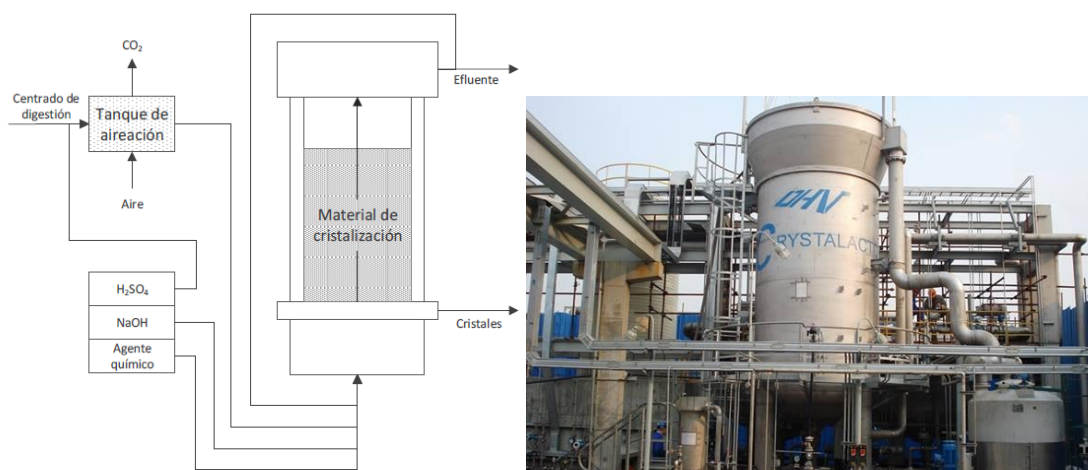 CO₂
Centrado de
digestión
Tanque de
aireación
Aire
H₂SO₄
NaOH
Agente
químico
Efluente
Material de
cristalización
Cristales
DHV
CRYSTALACT